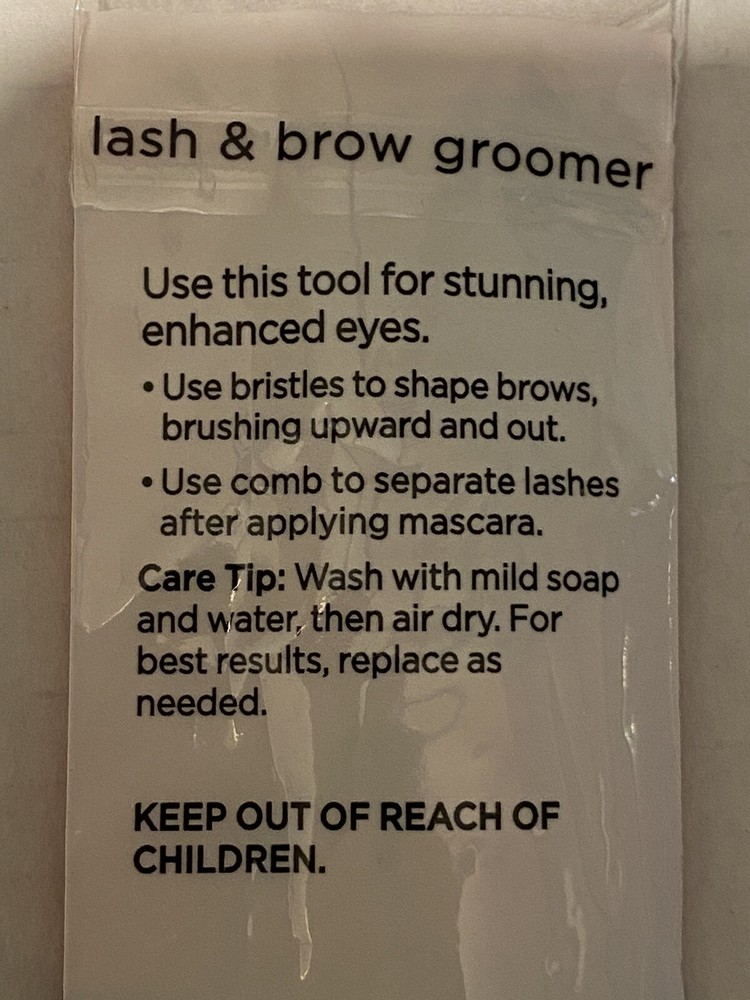 lash & brow groomer
Use this tool for stunning,
enhanced eyes.
• Use bristles to shape brows,
brushing upward and out.
• Use comb to separate lashes
after applying mascara.
Care Tip: Wash with mild soap
and water, then air dry. For
best results, replace as
needed.
KEEP OUT OF REACH OF
CHILDREN.